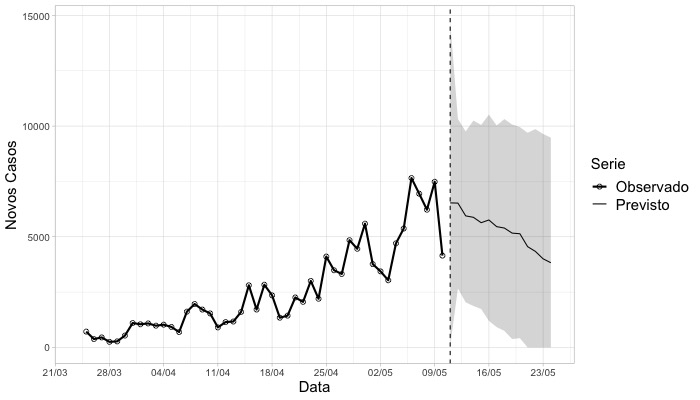 15000
10000
5000
0
Novos Casos
21/03 28/03 04/04 11/04 18/04 25/04 02/05 09/05 16/05 23/05
Data
Serie
Observado
Previsto